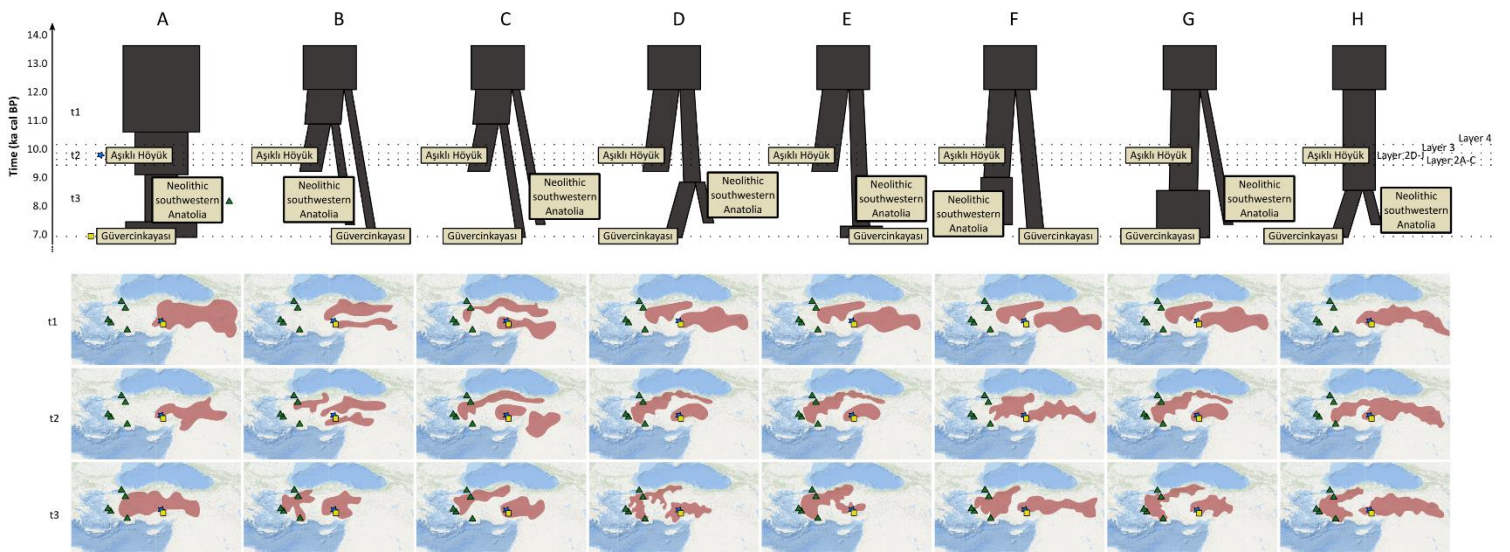 A B C D E F G H
Time (ka cal BP)
14.0
13.0
12.0
11.0
10.0
9.0
8.0
7.0
t1
t2
t3
Layer 4
Layer 3
Layer 2D-J
Layer 2A-C
Aşıklı Höyük
Neolithic
southwestern
Anatolia
Güvercinkayası
Aşıklı Höyük
Neolithic
southwestern
Anatolia
Güvercinkayası
Aşıklı Höyük
Neolithic
southwestern
Anatolia
Güvercinkayası
Aşıklı Höyük
Neolithic
southwestern
Anatolia
Güvercinkayası
Aşıklı Höyük
Neolithic
southwestern
Anatolia
Güvercinkayası
Aşıklı Höyük
Neolithic
southwestern
Anatolia
Güvercinkayası
Aşıklı Höyük
Neolithic
southwestern
Anatolia
Güvercinkayası
Aşıklı Höyük
Neolithic
southwestern
Anatolia
Güvercinkayası
t1
t2
t3